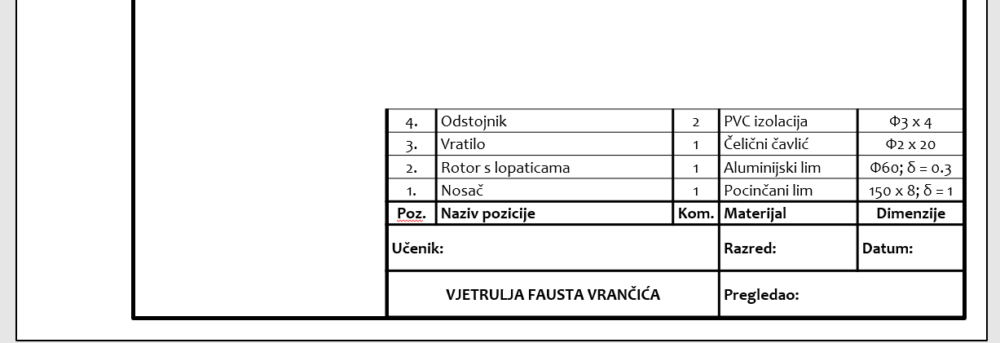 4. Odstojnik 2 PVC izolacija Φ3 x 4
3. Vratilo 1 Čelični čavlić Φ2 x 20
2. Rotor s lopaticama 1 Aluminijski lim Φ60; δ = 0.3
1. Nosač 1 Pocinčani lim 150 x 8; δ = 1
Poz. Naziv pozicije Kom. Materijal Dimenzije
Učenik: Razred: Datum:
VJETRULJA FAUSTA VRANČIĆA Pregledao: